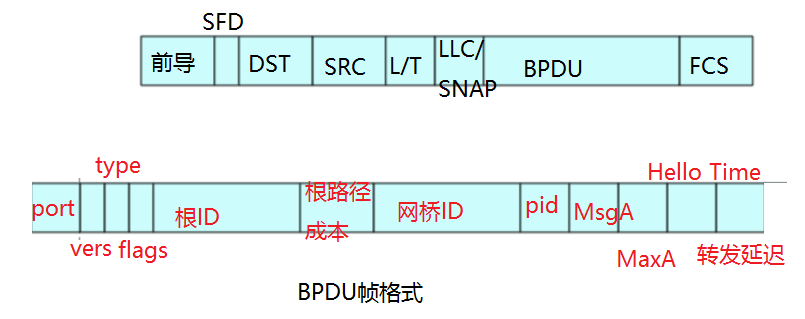 SFD
前导 DST SRC L/T LLC/ BPDU FCS
SNAP
type Hello Time
port 根ID 根路径 网桥ID pid MsgA
成本
vers flags MaxA 转发延迟
BPDU帧格式